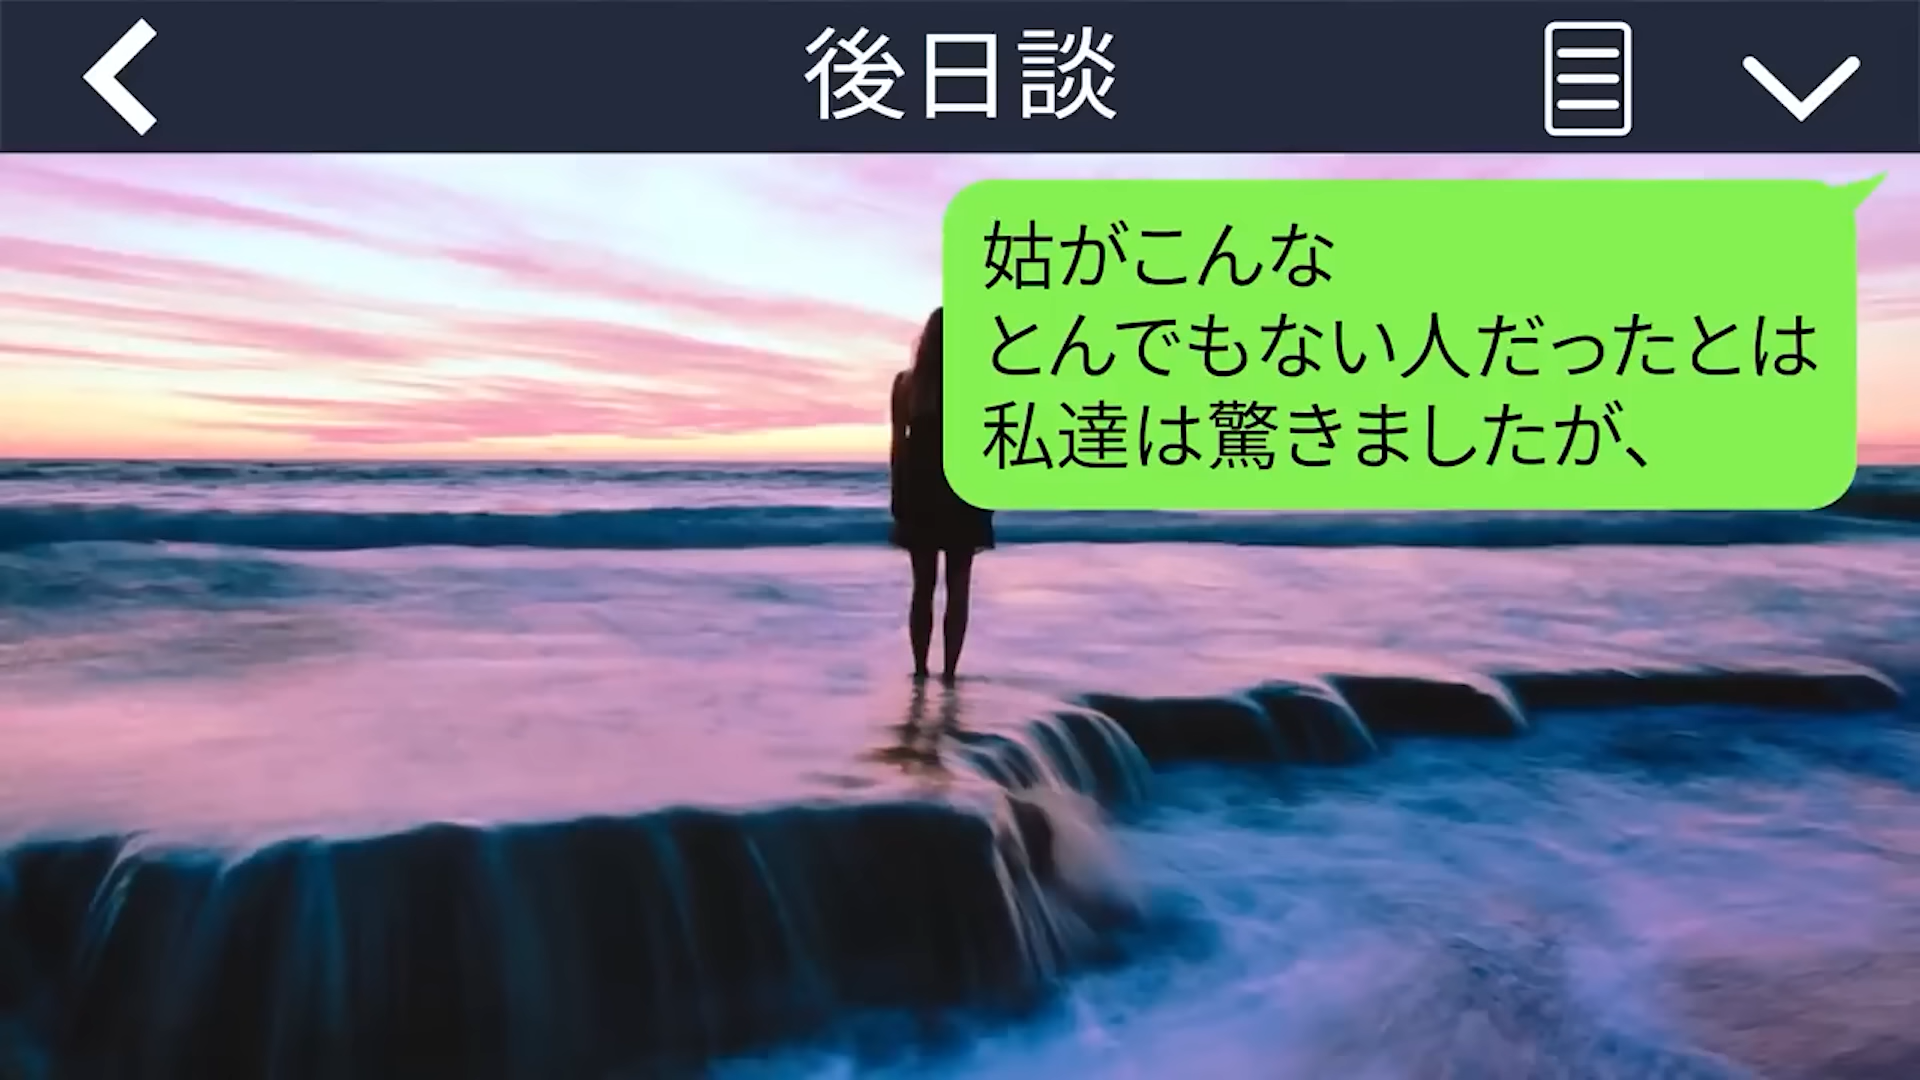 後日談
姑がこんな
とんでもない人だったとは
私達は驚きましたが、